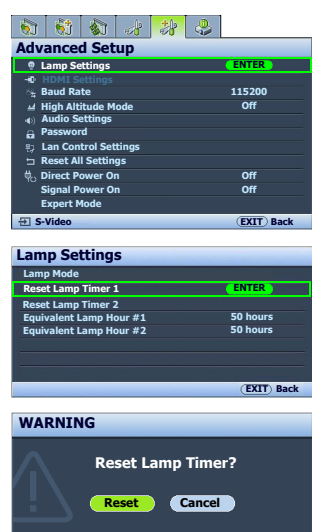 Advanced Setup
Lamp Settings ENTER
HDMI Settings
Baud Rate 115200
High Altitude Mode Off
Audio Settings
Password
Lan Control Settings
Reset All Settings
Direct Power On Off
Signal Power On Off
Expert Mode
S-Video EXIT Back
Lamp Settings
Lamp Mode
Reset Lamp Timer 1 ENTER
Reset Lamp Timer 2
Equivalent Lamp Hour #1 50 hours
Equivalent Lamp Hour #2 50 hours
EXIT Back
WARNING
Reset Lamp Timer?
Reset Cancel